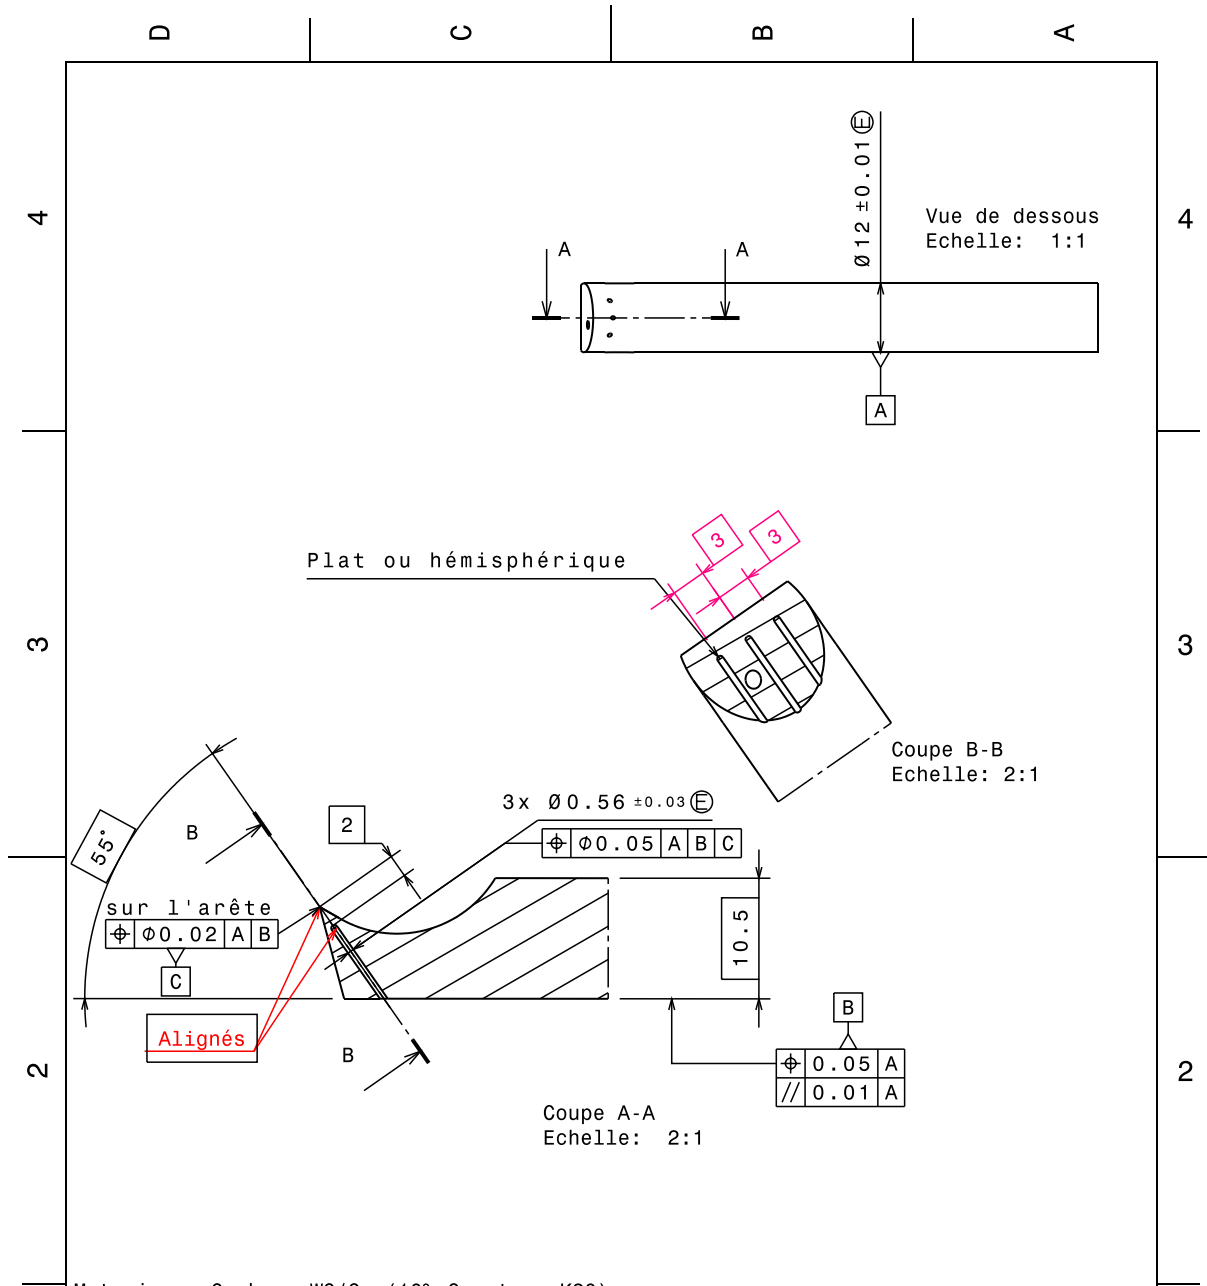 D C B A
4
Ø12 ±0.01 Ⓔ
Vue de dessous
Echelle: 1:1
4
A A
A
3 3
Plat ou hémisphérique
3
3
Coupe B-B
Echelle: 2:1
55°
B
2
3x Ø0.56 ±0.03 Ⓔ
⌖ Ø0.05 A B C
sur l'arête
⌖ Ø0.02 A B
C
10.5
Alignés
B
B
⌖ 0.05 A
// 0.01 A
2
2
Coupe A-A
Echelle: 2:1